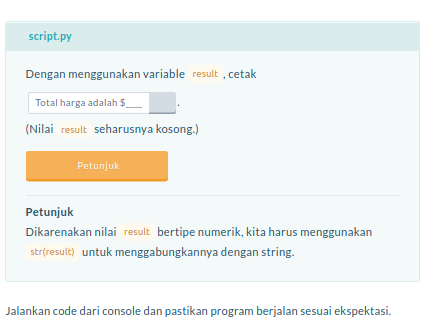 script.py
Dengan menggunakan variable result , cetak
Total harga adalah $____ .
(Nilai result seharusnya kosong.)
Petunjuk
Petunjuk
Dikarenakan nilai result bertipe numerik, kita harus menggunakan
str(result) untuk menggabungkannya dengan string.
Jalankan code dari console dan pastikan program berjalan sesuai ekspektasi.